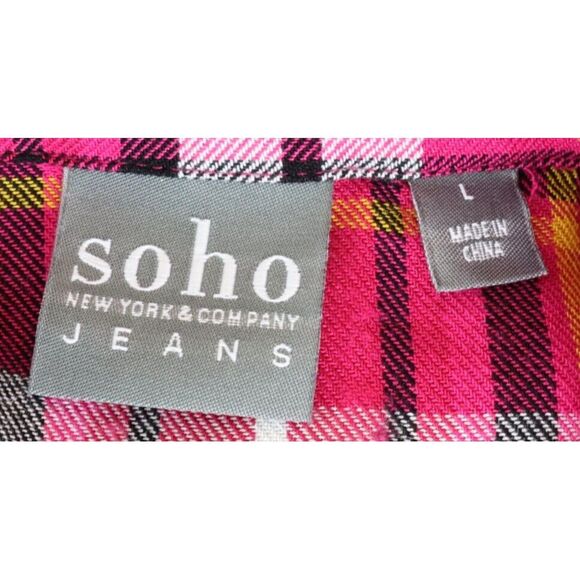 soho
NEW YORK & COMPANY
JEANS
L
MADE IN
CHINA